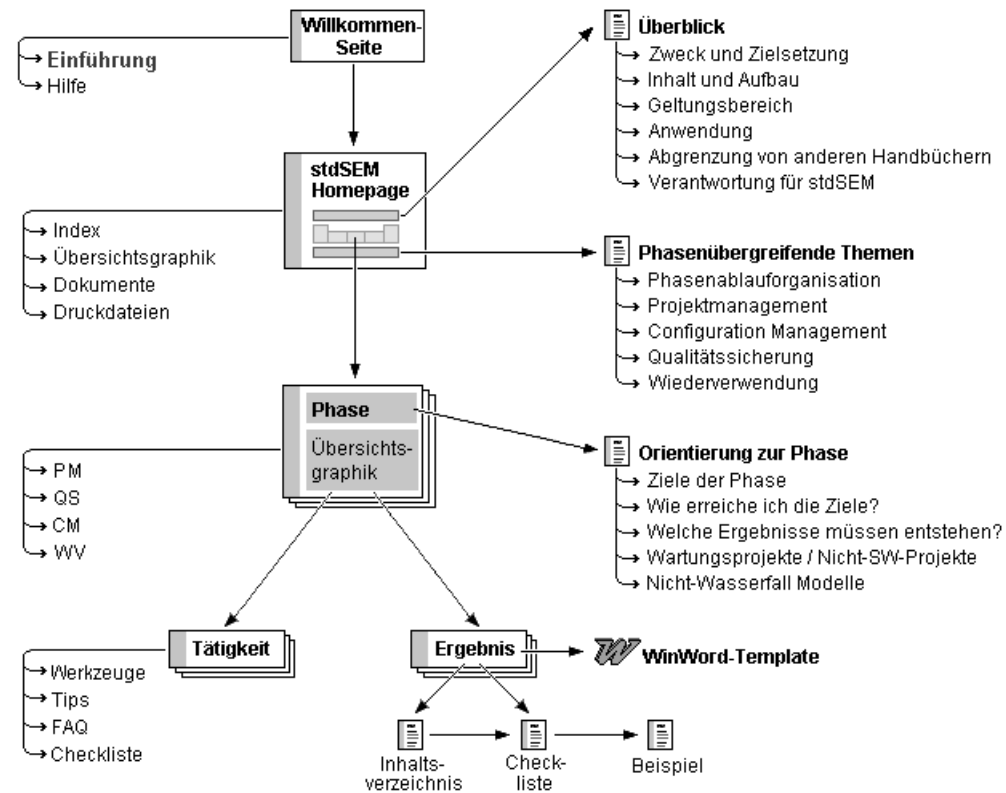 Willkommen-
Seite
Einführung
Hilfe
Überblick
Zweck und Zielsetzung
Inhalt und Aufbau
Geltungsbereich
Anwendung
Abgrenzung von anderen Handbüchern
Verantwortung für stdSEM
stdSEM
Homepage
Index
Übersichtsgraphik
Dokumente
Druckdateien
Phasenübergreifende Themen
Phasenablauforganisation
Projektmanagement
Configuration Management
Qualitätssicherung
Wiederverwendung
Phase
Übersichts-
graphik
PM
QS
CM
WV
Orientierung zur Phase
Ziele der Phase
Wie erreiche ich die Ziele?
Welche Ergebnisse müssen entstehen?
Wartungsprojekte / Nicht-SW-Projekte
Nicht-Wasserfall Modelle
Tätigkeit
Werkzeuge
Tips
FAQ
Checkliste
Ergebnis
W WinWord-Template
Inhalts-
verzeichnis
Check-
liste
Beispiel